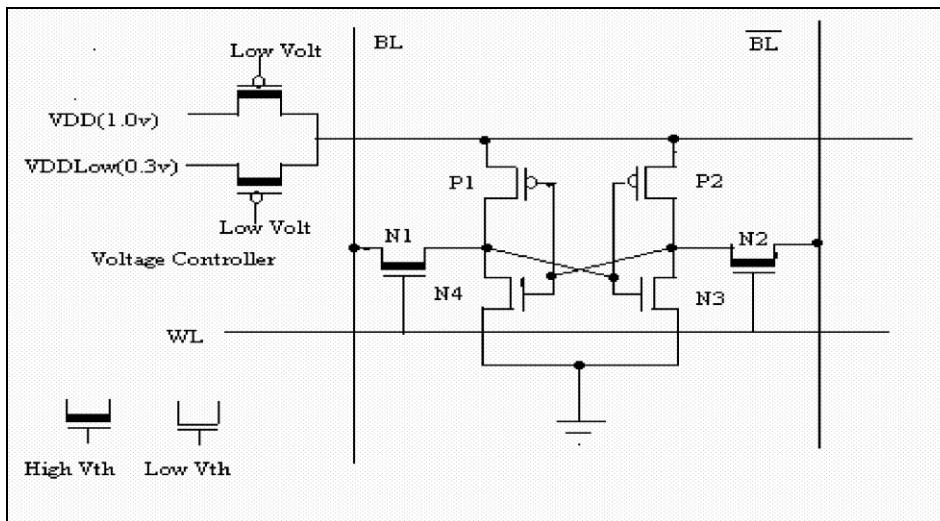 Low Volt
BL
B̅L̅
VDD(1.0v)
VDDLow(0.3v)
P1
P2
Low Volt
N1
N2
Voltage Controller
N4
N3
WL
High Vth
Low Vth